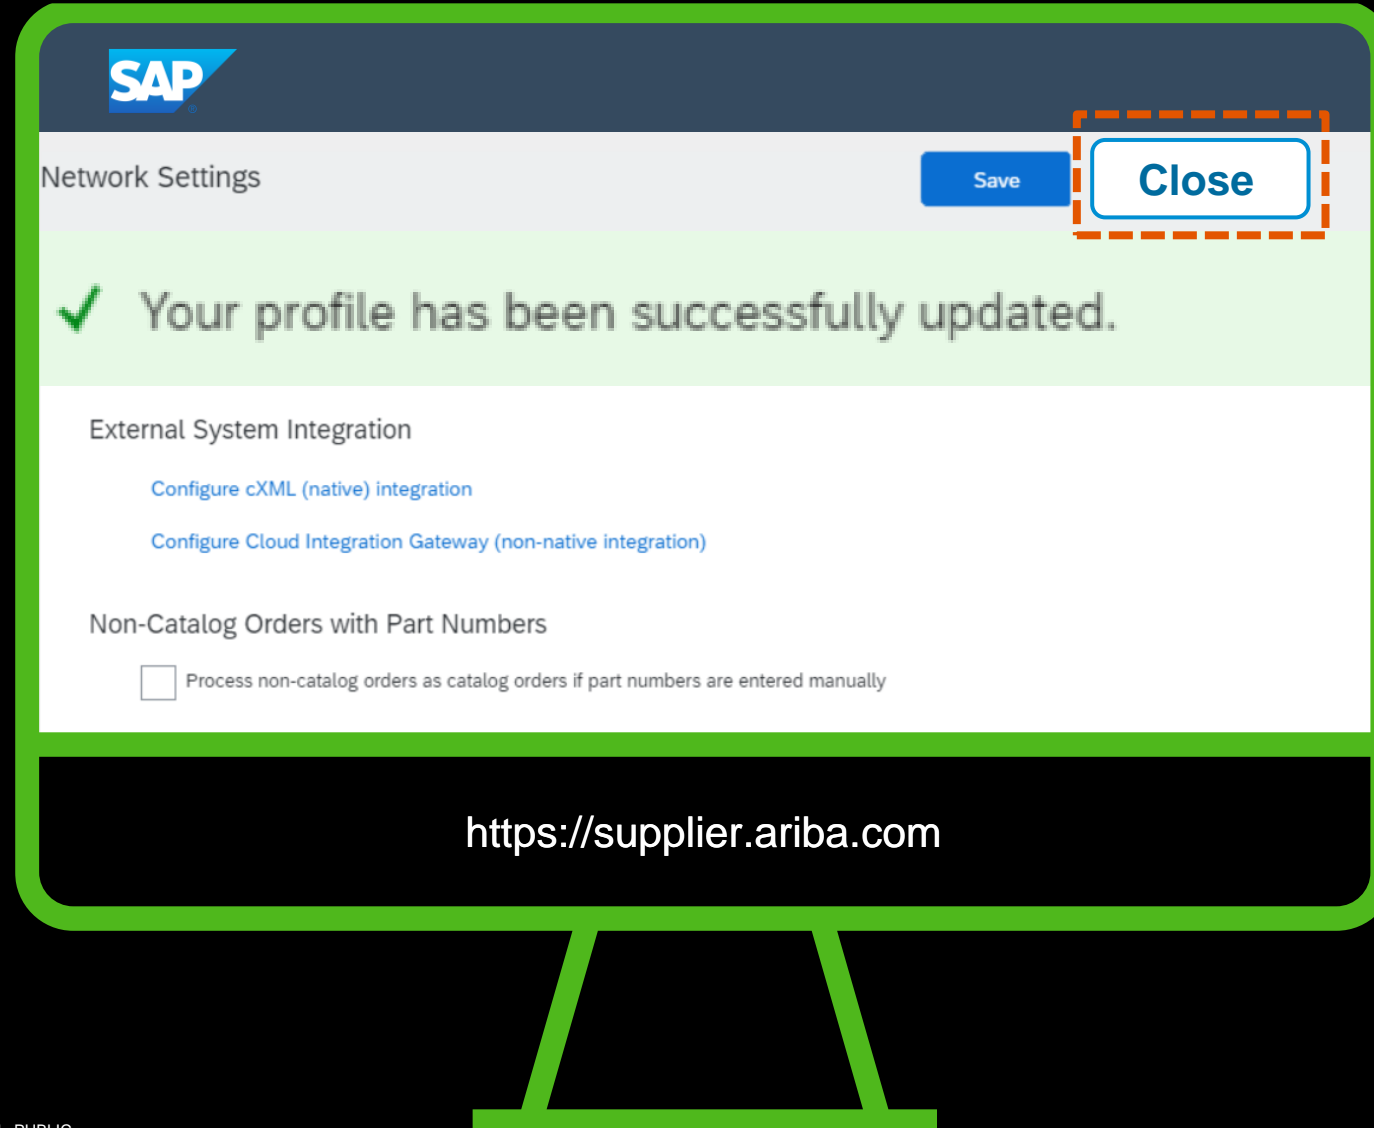 SAP
Network Settings
Save
Close
Your profile has been successfully updated.
External System Integration
Configure cXML (native) integration
Configure Cloud Integration Gateway (non-native integration)
Non-Catalog Orders with Part Numbers
Process non-catalog orders as catalog orders if part numbers are entered manually
https://supplier.ariba.com